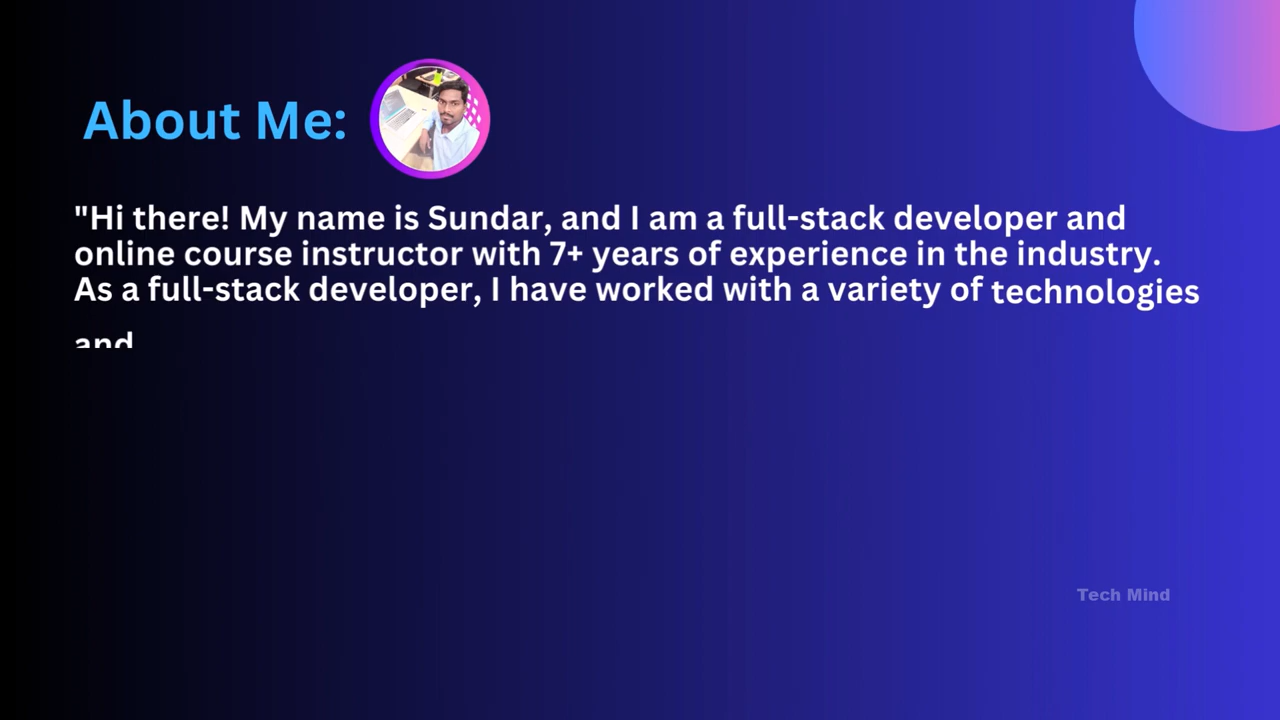 About Me:
"Hi there! My name is Sundar, and I am a full-stack developer and
online course instructor with 7+ years of experience in the industry.
As a full-stack developer, I have worked with a variety of technologies
and
Tech Mind